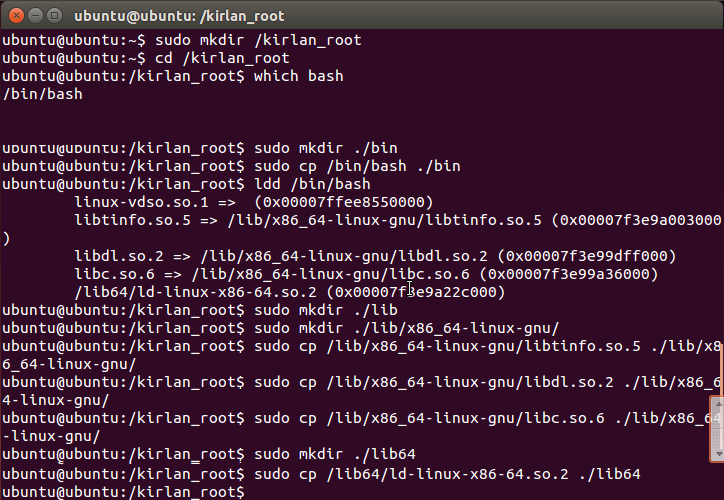 ubuntu@ubuntu: /kirlan_root
ubuntu@ubuntu:~$ sudo mkdir /kirlan_root
ubuntu@ubuntu:~$ cd /kirlan_root
ubuntu@ubuntu:/kirlan_root$ which bash
/bin/bash
ubuntu@ubuntu:/kirlan_root$ sudo mkdir ./bin
ubuntu@ubuntu:/kirlan_root$ sudo cp /bin/bash ./bin
ubuntu@ubuntu:/kirlan_root$ ldd /bin/bash
linux-vdso.so.1 =>  (0x00007ffee8550000)
libtinfo.so.5 => /lib/x86_64-linux-gnu/libtinfo.so.5 (0x00007f3e9a003000
)
libdl.so.2 => /lib/x86_64-linux-gnu/libdl.so.2 (0x00007f3e99dff000)
libc.so.6 => /lib/x86_64-linux-gnu/libc.so.6 (0x00007f3e99a36000)
/lib64/ld-linux-x86-64.so.2 (0x00007f3e9a22c000)
ubuntu@ubuntu:/kirlan_root$ sudo mkdir ./lib
ubuntu@ubuntu:/kirlan_root$ sudo mkdir ./lib/x86_64-linux-gnu/
ubuntu@ubuntu:/kirlan_root$ sudo cp /lib/x86_64-linux-gnu/libtinfo.so.5 ./lib/x8
6_64-linux-gnu/
ubuntu@ubuntu:/kirlan_root$ sudo cp /lib/x86_64-linux-gnu/libdl.so.2 ./lib/x86_6
4-linux-gnu/
ubuntu@ubuntu:/kirlan_root$ sudo cp /lib/x86_64-linux-gnu/libc.so.6 ./lib/x86_64
-linux-gnu/
ubuntu@ubuntu:/kirlan_root$ sudo mkdir ./lib64
ubuntu@ubuntu:/kirlan_root$ sudo cp /lib64/ld-linux-x86-64.so.2 ./lib64
ubuntu@ubuntu:/kirlan_root$